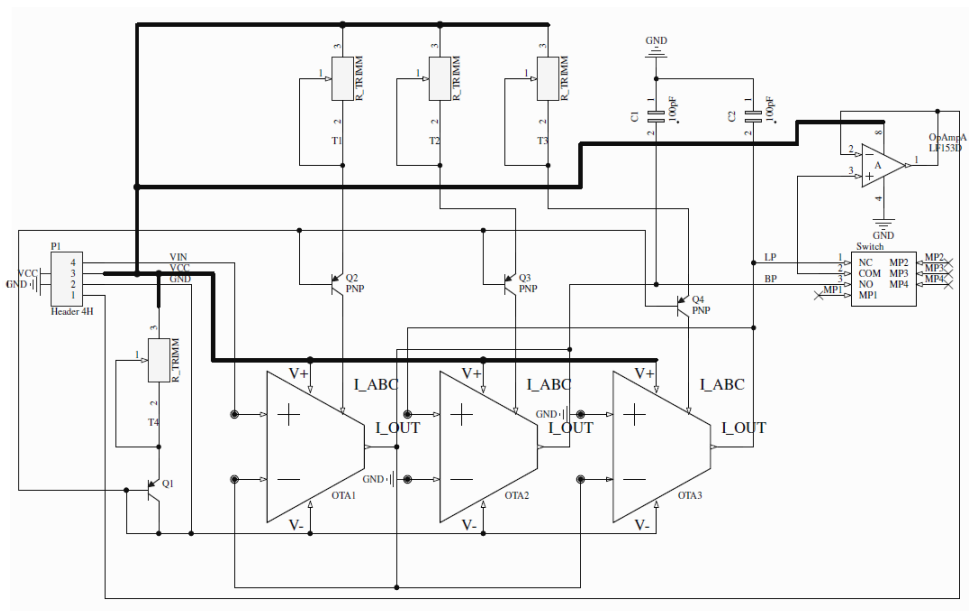 GND
3
3
3
1
R_TRIMM
1
R_TRIMM
1
R_TRIMM
1
C1
100pF
2
1
C2
100pF
2
2
T1
2
T2
2
T3
8
OpAmpA
LF153D
2
A
1
3
4
GND
P1
4
VIN
VCC
3
VCC
GND
2
GND
1
Header 4H
Switch
LP
1
NC
MP2
MP2
2
COM
MP3
MP3
BP
3
NO
MP4
MP4
MP1
MP1
Q2
PNP
Q3
PNP
Q4
PNP
3
1
R_TRIMM
2
T4
Q1
V+
I_ABC
V+
I_ABC
V+
I_ABC
GND
I_OUT
I_OUT
I_OUT
GND
OTA1
OTA2
OTA3
V-
V-
V-